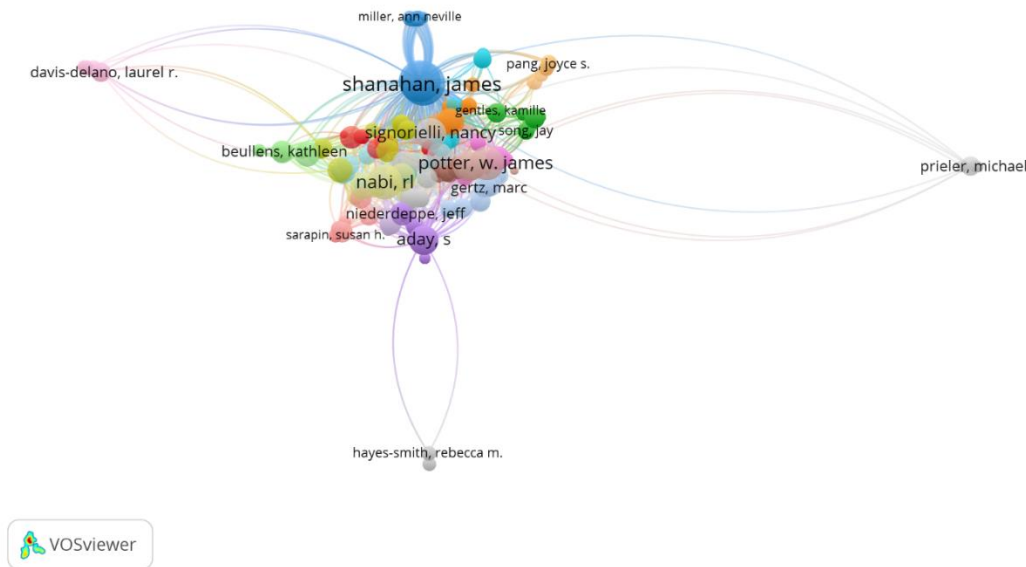 miller, ann neville
davis-delano, laurel r.
pang, joyce s.
shanahan, james
gentles, kamille
signorielli, nancy
song, jay
beullens, kathleen
potter, w. james
prieler, michael
nabi, rl
gertz, marc
niederdeppe, jeff
sarapin, susan h.
aday, s
hayes-smith, rebecca m.
VOSviewer